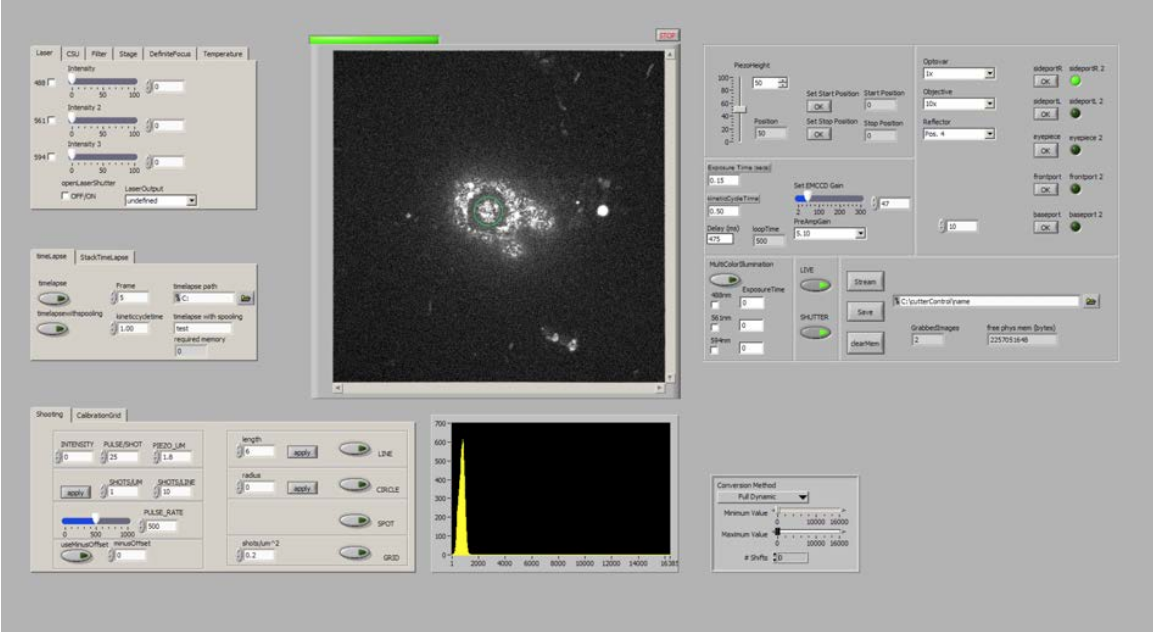 STOP
Laser CSU Filter Stage DefiniteFocus Temperature
Intensity
488 0
0 50 100
Intensity 2
561 0
0 50 100
Intensity 3
594 0
0 50 100
openLaserShutter LaserOutput
OFF/ON undefined
timeLapse StackTimeLapse
timelapse Frame timelapse path
5 C:
timelapsewithspooling kineticcycletime timelapse with spooling
1.00 test
required memory
0
Shooting CalibrationGrid
INTENSITY PULSE/SHOT PIEZO_UM
0 25 1.8
SHOTS/UM SHOTS/LINE
apply 1 10
PULSE_RATE
500
0 500 1000
useMinusOffset minusOffset
0
length
6 apply LINE
radius
0 apply CIRCLE
SPOT
shots/um^2
0.2 GRID
700
600
500
400
300
200
100
0
1 2000 4000 6000 8000 10000 12000 14000 16385
PiezoHeight
100 50
80
60
40
20
0
Position
50
Set Start Position Start Position
OK 0
Set Stop Position Stop Position
OK 0
Exposure Time (secs)
0.15
KineticCycleTime
0.50
Delay (ms) loopTime
475 500
Set EMCCD Gain
47
2 100 200 300
PreAmpGain
5.10
Optovar
1x
Objective
10x
Reflector
Pos. 4
10
sideportR sideportR 2
OK
sideportL sideportL 2
OK
eyepiece eyepiece 2
OK
frontport frontport 2
OK
baseport baseport 2
OK
MultiColorIllumination
ExposureTime
488nm 0
561nm 0
594nm 0
LIVE
SHUTTER
Stream
Save C:\cutterControl\name
clearMem
GrabbedImages free phys mem (bytes)
2 2257051648
Conversion Method
Full Dynamic
Minimum Value
0 10000 16000
Maximum Value
0 10000 16000
# Shifts 0